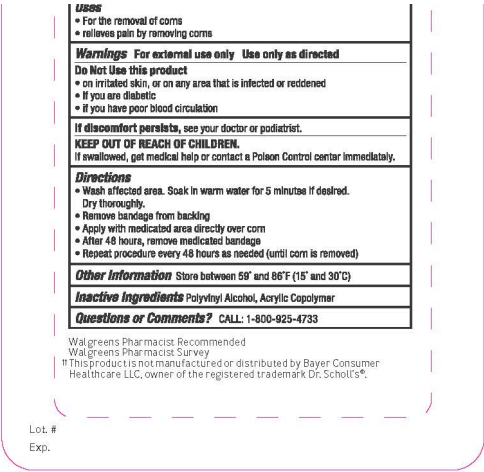 Uses
• For the removal of corns
• relieves pain by removing corns
Warnings For external use only Use only as directed
Do Not Use this product
• on irritated skin, or on any area that is infected or reddened
• If you are diabetic
• if you have poor blood circulation
If discomfort persists, see your doctor or podiatrist.
KEEP OUT OF REACH OF CHILDREN.
If swallowed, get medical help or contact a Poison Control center immediately.
Directions
• Wash affected area. Soak in warm water for 5 minutes if desired.
Dry thoroughly.
• Remove bandage from backing
• Apply with medicated area directly over corn
• After 48 hours, remove medicated bandage
• Repeat procedure every 48 hours as needed (until corn is removed)
Other Information Store between 59° and 86°F (15° and 30°C)
Inactive Ingredients Polyvinyl Alcohol, Acrylic Copolymer
Questions or Comments? CALL: 1-800-925-4733
Walgreens Pharmacist Recommended
Walgreens Pharmacist Survey
†† This product is not manufactured or distributed by Bayer Consumer
Healthcare LLC, owner of the registered trademark Dr. Scholl's®.
Lot. #
Exp.